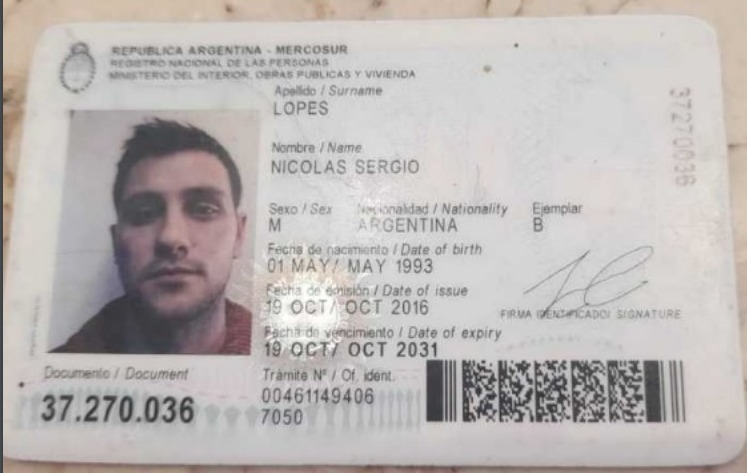 REPUBLICA ARGENTINA - MERCOSUR
REGISTRO NACIONAL DE LAS PERSONAS
MINISTERIO DEL INTERIOR, OBRAS PUBLICAS Y VIVIENDA
Apellido / Surname
LOPES
Nombre / Name
NICOLAS SERGIO
Sexo / Sex Nacionalidad / Nationality Ejemplar
M ARGENTINA B
Fecha de nacimiento / Date of birth
01 MAY/ MAY 1993
Fecha de emisión / Date of issue
19 OCT/ OCT 2016
FIRMA IDENTIFICADO/ SIGNATURE
Fecha de vencimiento / Date of expiry
19 OCT/ OCT 2031
Documento / Document
37.270.036
Trámite Nº / Of. ident.
00461149406
7050
37270036